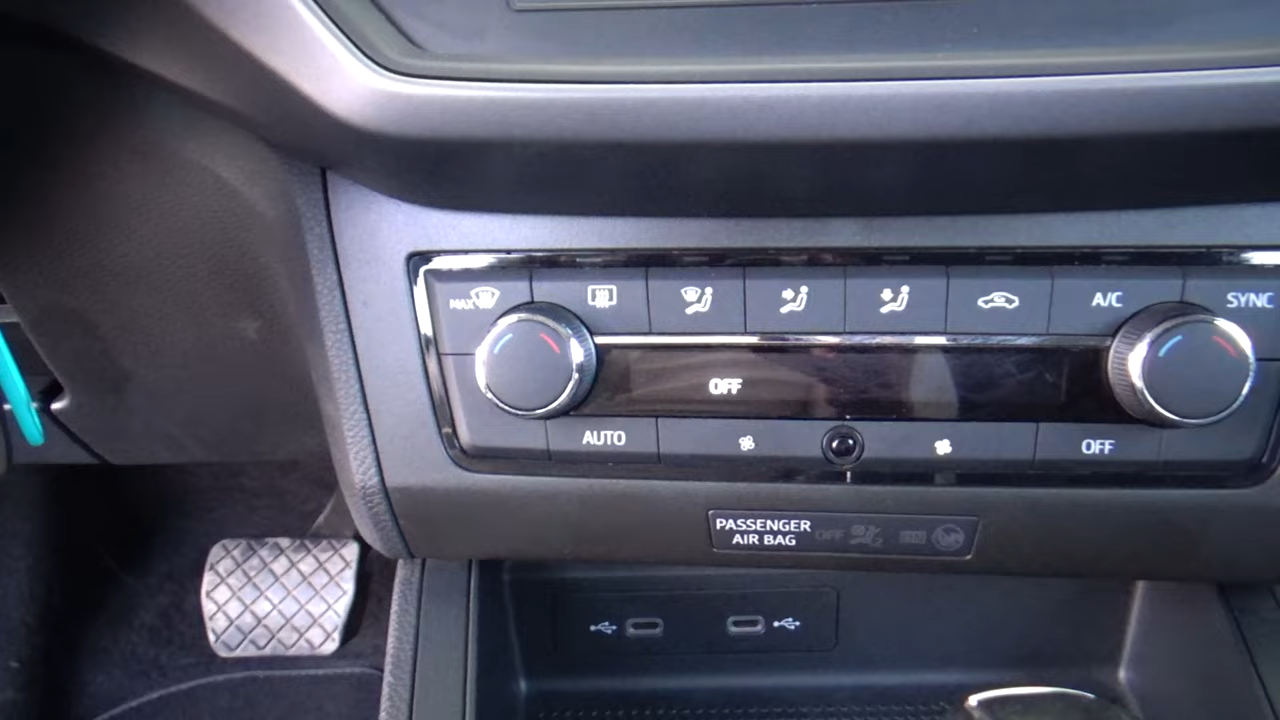 MAX
A/C
SYNC
OFF
AUTO
OFF
PASSENGER
AIR BAG
OFF